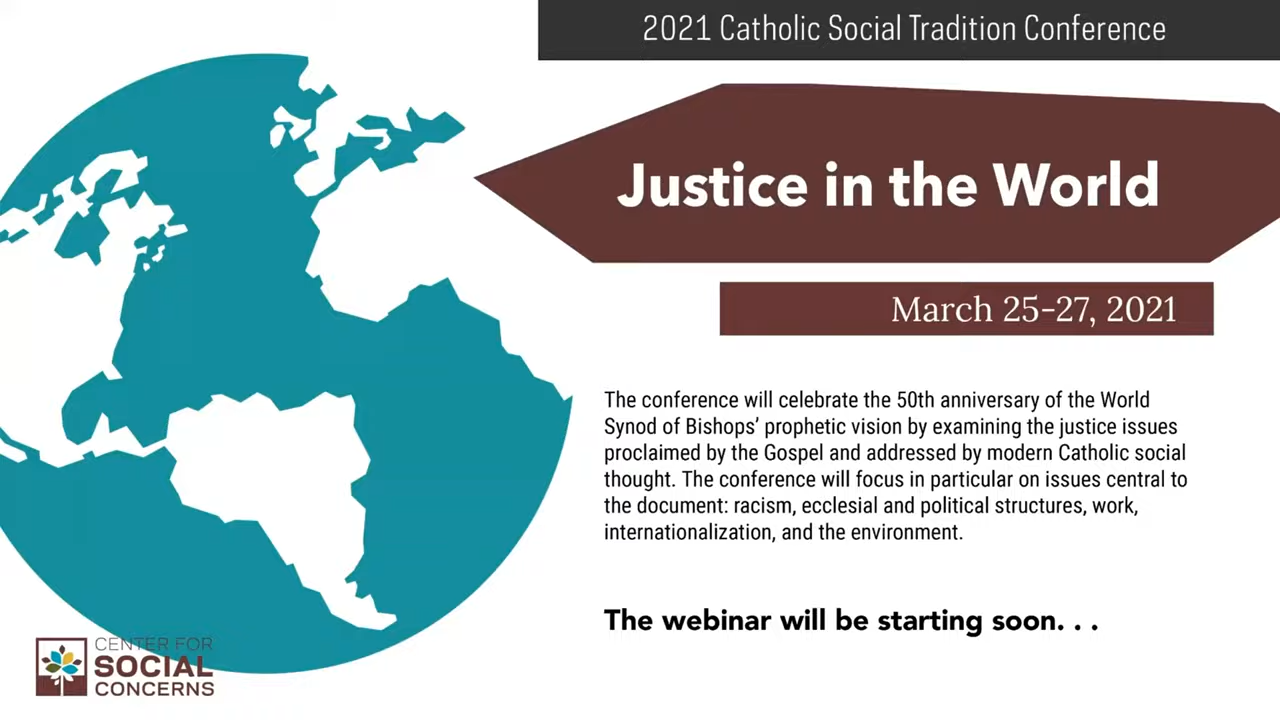 2021 Catholic Social Tradition Conference
Justice in the World
March 25-27, 2021
The conference will celebrate the 50th anniversary of the World
Synod of Bishops’ prophetic vision by examining the justice issues
proclaimed by the Gospel and addressed by modern Catholic social
thought. The conference will focus in particular on issues central to
the document: racism, ecclesial and political structures, work,
internationalization, and the environment.
The webinar will be starting soon. . .
CENTER FOR
SOCIAL
CONCERNS